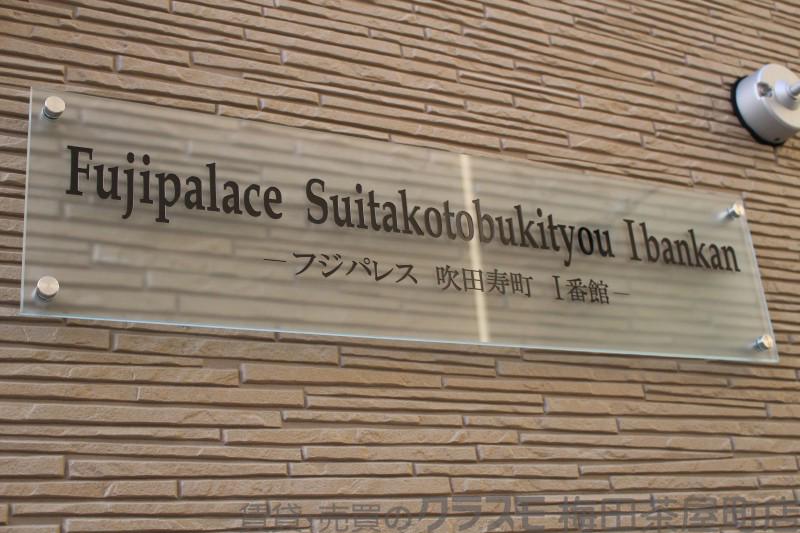 Fujipalace Suitakotobukityou Ibankan
―フジパレス 吹田寿町 Ⅰ番館―
賃貸・売買のクラスモ 梅田茶屋町店